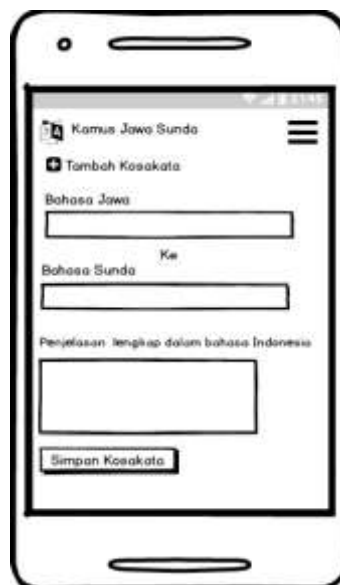 Kamus Jawa Sunda
Tambah Kosakata
Bahasa Jawa
Ke
Bahasa Sunda
Penjelasan lengkap dalam bahasa Indonesia
Simpan Kosakata